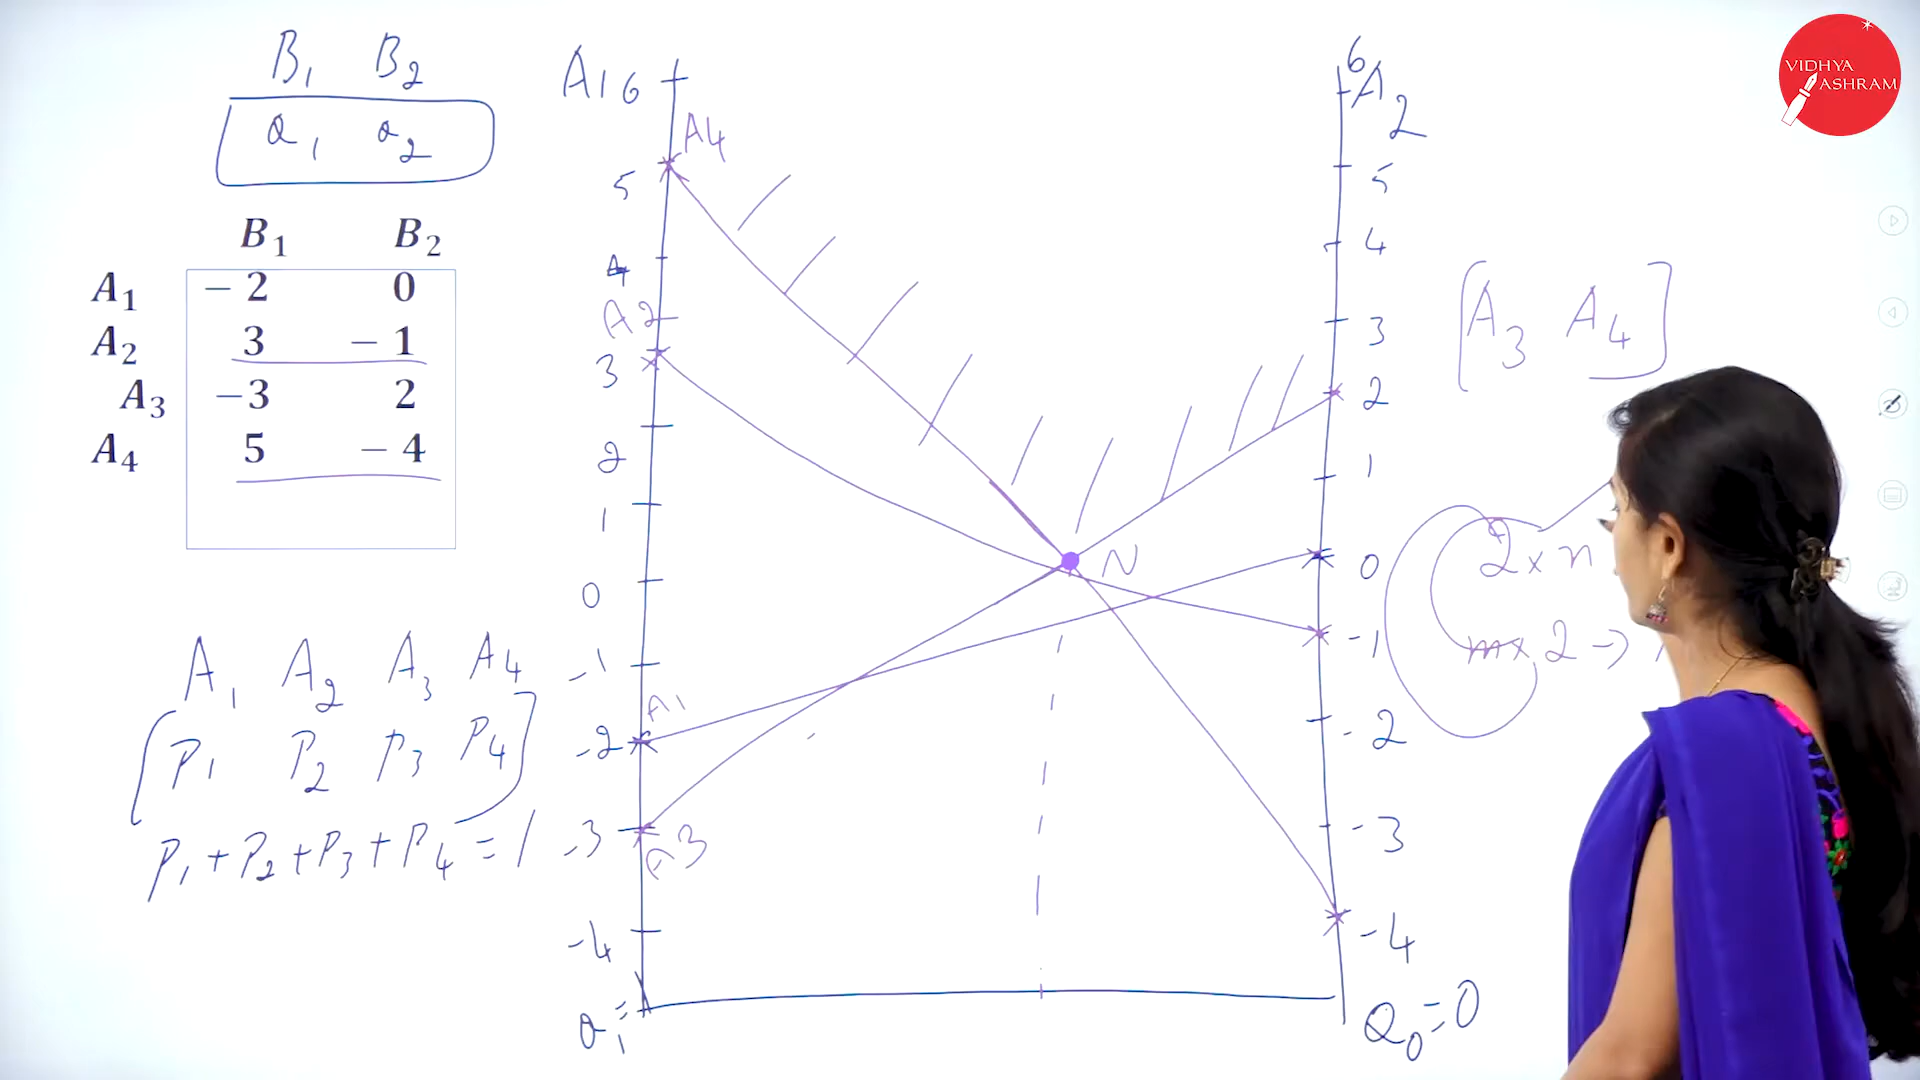 B1 B2
Q1 Q2
B1 B2
A1 -2 0
A2 3 -1
A3 -3 2
A4 5 -4
A1 A2 A3 A4
[P1 P2 P3 P4]
P1+P2+P3+P4=1
A1 6
A4
5
4
A2
3
2
1
0
-1
A1
-2
-3
A3
-4
Q1=
N
6
A2
5
4
3
2
1
0
-1
-2
-3
-4
Q0=0
[A3 A4]
2×n
m×2→
VIDHYA
ASHRAM